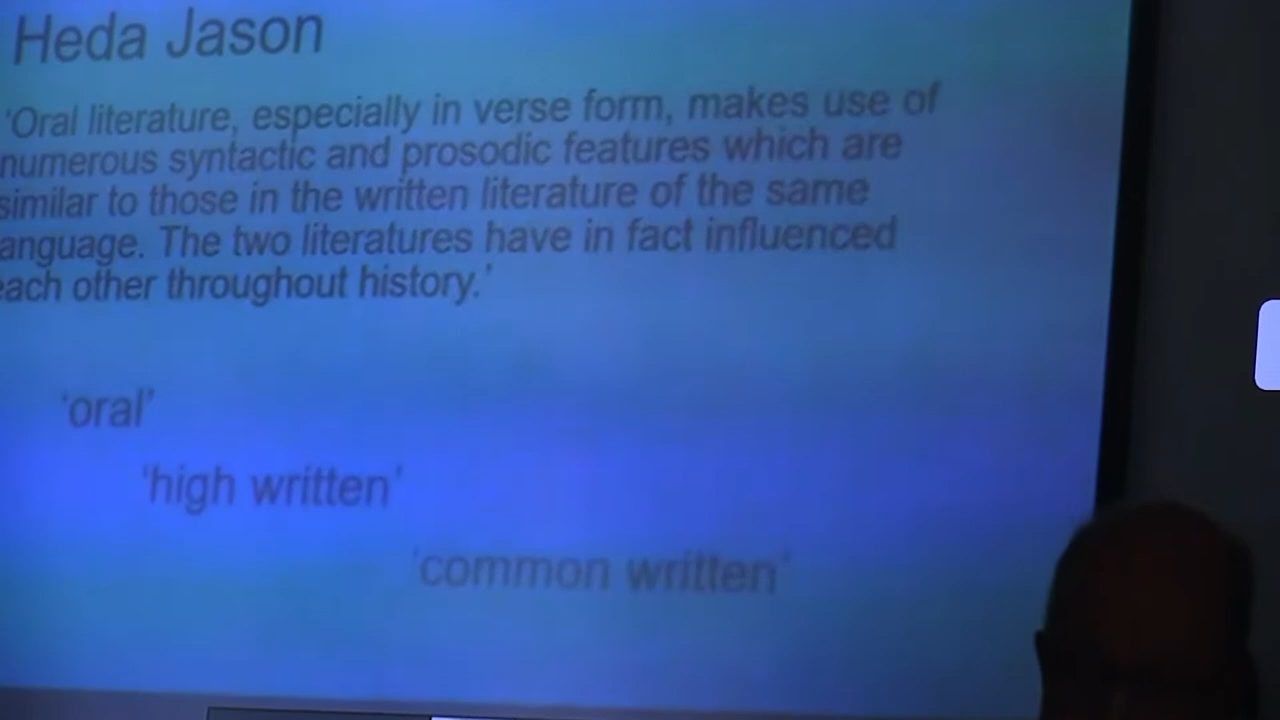 Heda Jason
'Oral literature, especially in verse form, makes use of
numerous syntactic and prosodic features which are
similar to those in the written literature of the same
anguage. The two literatures have in fact influenced
each other throughout history.'
'oral'
'high written'
'common written'